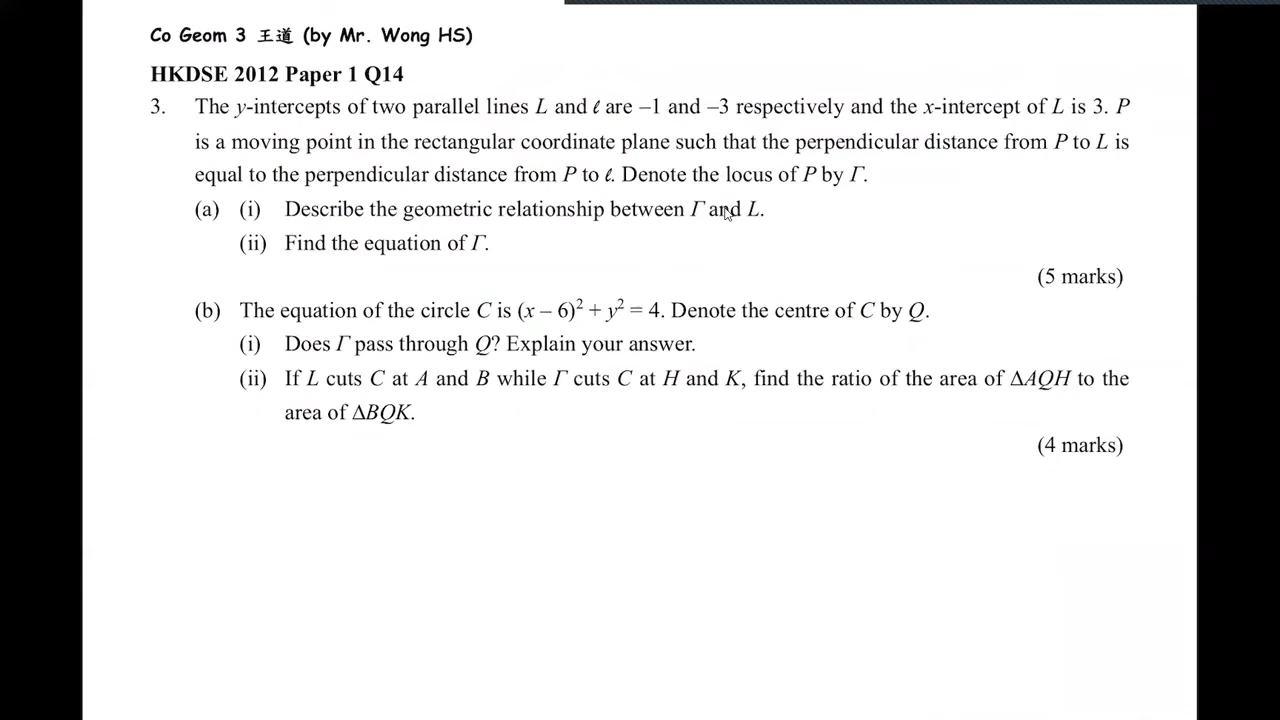 Co Geom 3 王道 (by Mr. Wong HS)
HKDSE 2012 Paper 1 Q14
3. The y-intercepts of two parallel lines L and ℓ are –1 and –3 respectively and the x-intercept of L is 3. P
is a moving point in the rectangular coordinate plane such that the perpendicular distance from P to L is
equal to the perpendicular distance from P to ℓ. Denote the locus of P by Γ.
(a) (i) Describe the geometric relationship between Γ and L.
(ii) Find the equation of Γ.
(5 marks)
(b) The equation of the circle C is (x – 6)² + y² = 4. Denote the centre of C by Q.
(i) Does Γ pass through Q? Explain your answer.
(ii) If L cuts C at A and B while Γ cuts C at H and K, find the ratio of the area of ΔAQH to the
area of ΔBQK.
(4 marks)